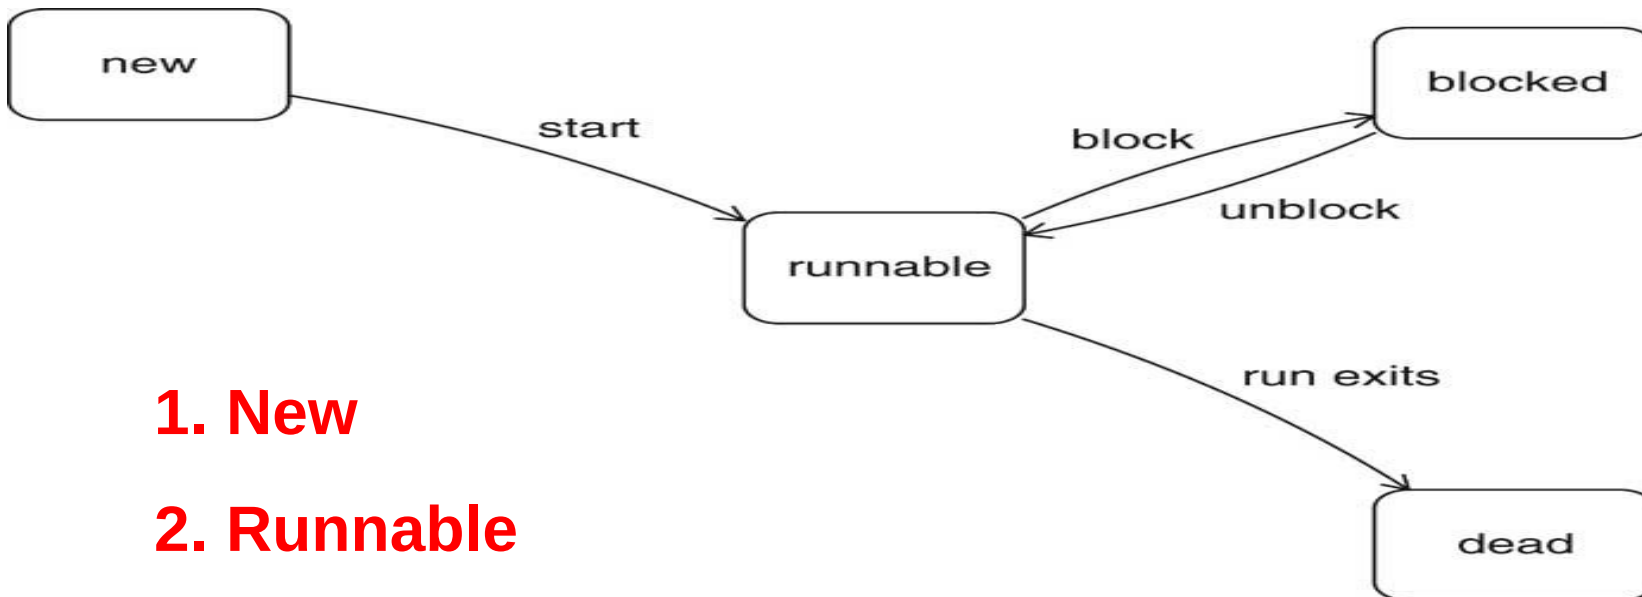 new
blocked
start
block
unblock
runnable
run exits
1. New
2. Runnable
dead